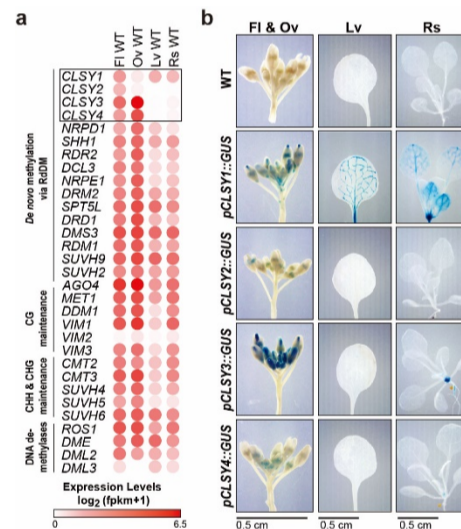 a
Fl WT
Ov WT
Lv WT
Rs WT
De novo methylation
via RdDM
CLSY1
CLSY2
CLSY3
CLSY4
NRPD1
SHH1
RDR2
DCL3
NRPE1
DRM2
SPT5L
DRD1
DMS3
RDM1
SUVH9
SUVH2
AGO4
CG
maintenance
MET1
DDM1
VIM1
VIM2
VIM3
CHH & CHG
maintenance
CMT2
CMT3
SUVH4
SUVH5
SUVH6
DNA de-
methylases
ROS1
DME
DML2
DML3
Expression Levels
log2 (fpkm+1)
0 6.5
b
Fl & Ov Lv Rs
WT
pCLSY1::GUS
pCLSY2::GUS
pCLSY3::GUS
pCLSY4::GUS
0.5 cm 0.5 cm 0.5 cm